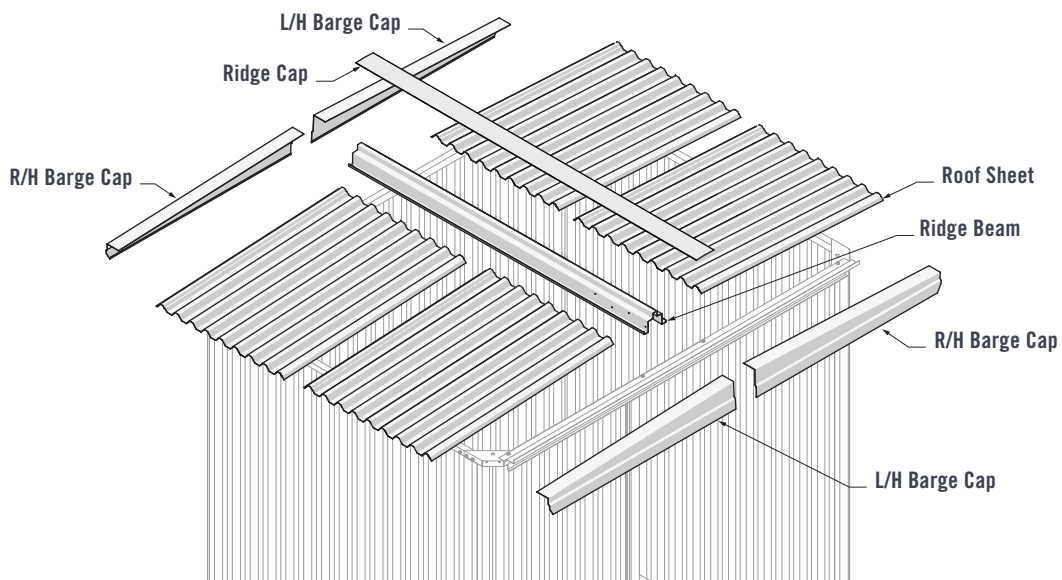 L/H Barge Cap
Ridge Cap
R/H Barge Cap
Roof Sheet
Ridge Beam
R/H Barge Cap
L/H Barge Cap